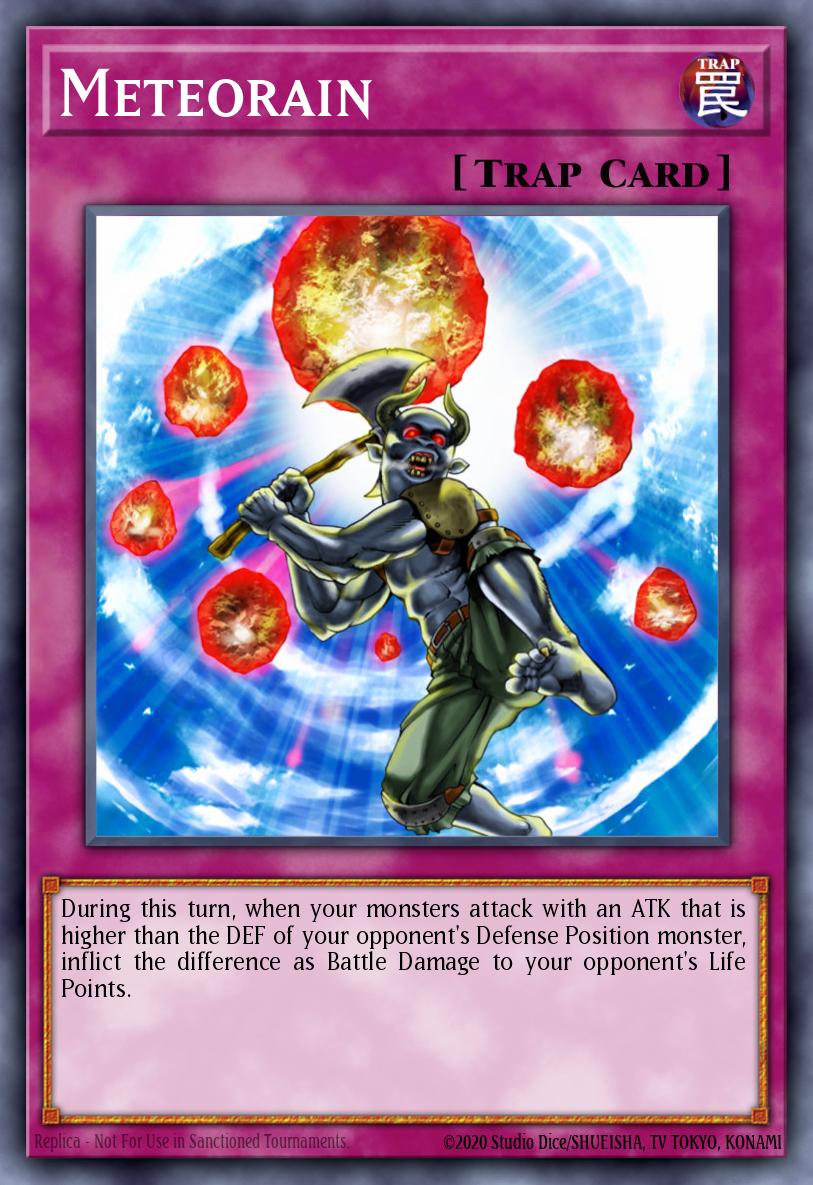 METEORAIN
TRAP
罠
[TRAP CARD]
During this turn, when your monsters attack with an ATK that is
higher than the DEF of your opponent's Defense Position monster,
inflict the difference as Battle Damage to your opponent's Life
Points.
Replica - Not For Use in Sanctioned Tournaments.
©2020 Studio Dice/SHUEISHA, TV TOKYO, KONAMI